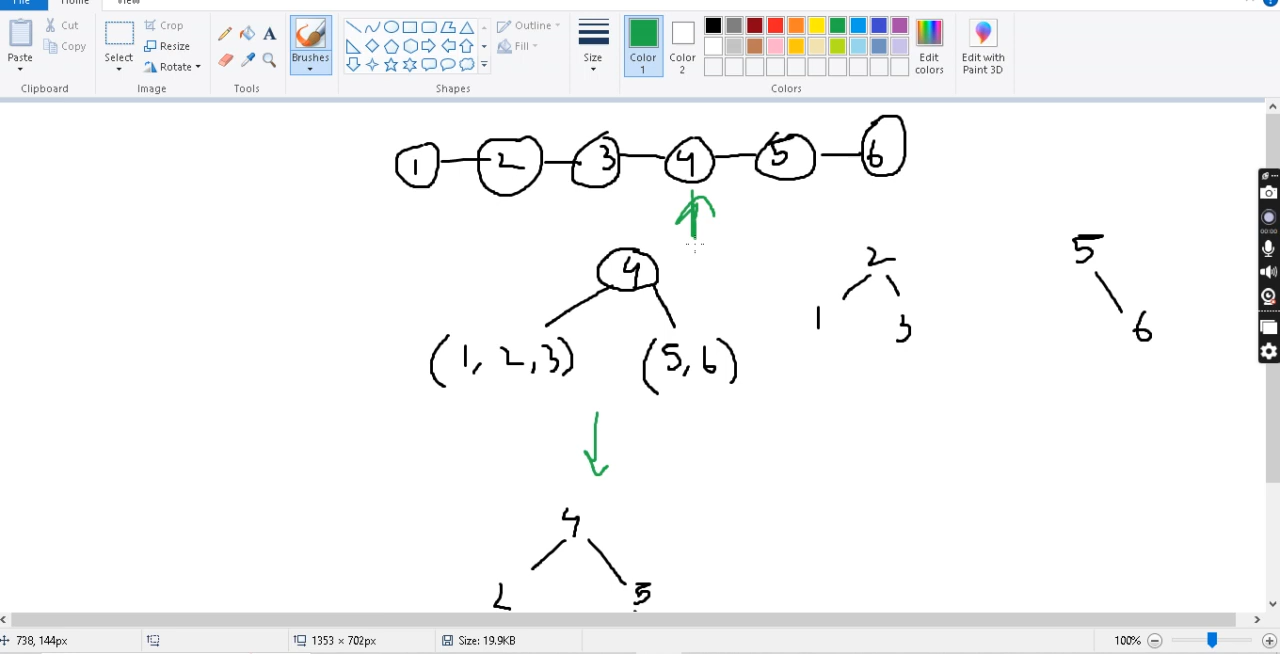 File Home View
Paste
Cut
Copy
Clipboard
Select
Crop
Resize
Rotate
Image
A
Tools
Brushes
Outline
Fill
Shapes
Size
Color 1
Color 2
Edit colors
Colors
Edit with Paint 3D
1 2 3 4 5 6
4
(1, 2, 3) (5, 6)
2
1 3
5
6
4
2 5
00:00
738, 144px
1353 × 702px
Size: 19.9KB
100%